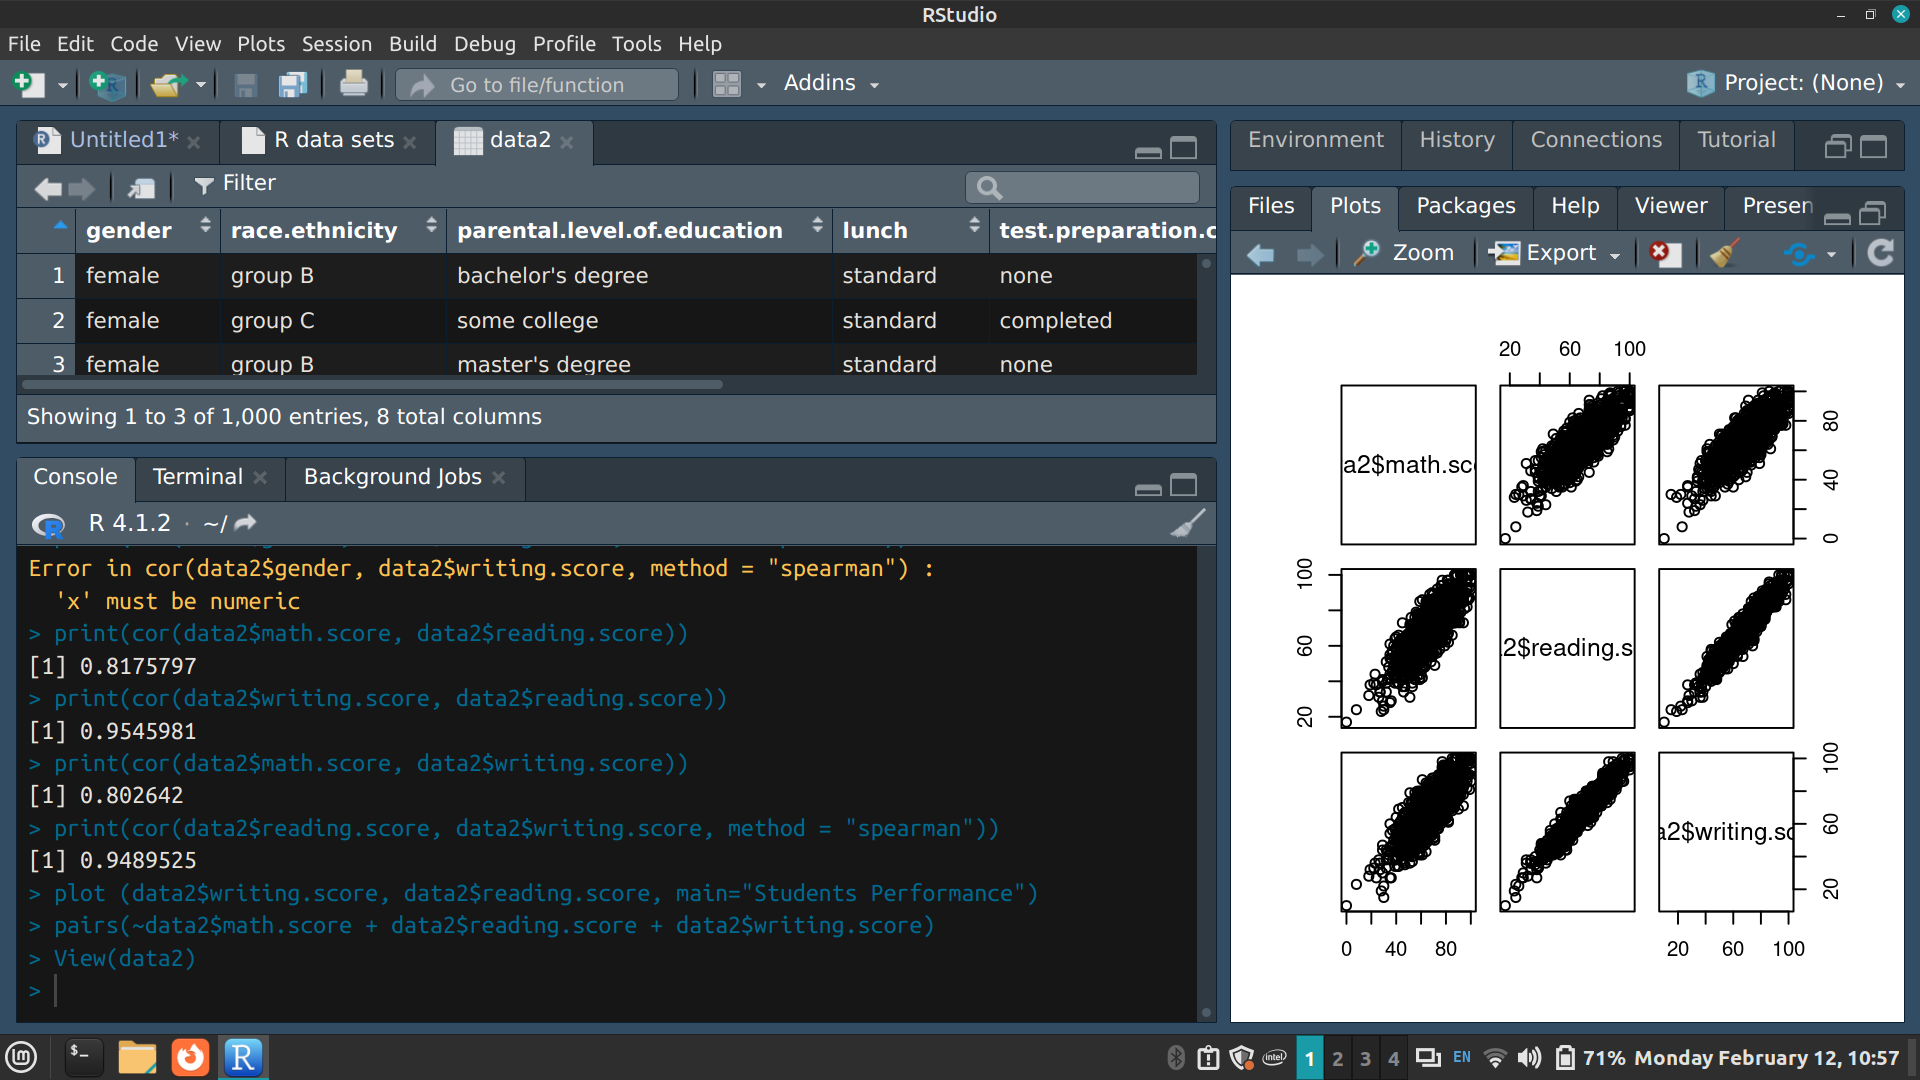 RStudio
File Edit Code View Plots Session Build Debug Profile Tools Help
Go to file/function
Addins
Project: (None)
Untitled1*
R data sets
data2
Filter
gender race.ethnicity parental.level.of.education lunch test.preparation.c
1 female group B bachelor's degree standard none
2 female group C some college standard completed
3 female group B master's degree standard none
Showing 1 to 3 of 1,000 entries, 8 total columns
Console Terminal Background Jobs
R 4.1.2 · ~/
Error in cor(data2$gender, data2$writing.score, method = "spearman") :
'x' must be numeric
> print(cor(data2$math.score, data2$reading.score))
[1] 0.8175797
> print(cor(data2$writing.score, data2$reading.score))
[1] 0.9545981
> print(cor(data2$math.score, data2$writing.score))
[1] 0.802642
> print(cor(data2$reading.score, data2$writing.score, method = "spearman"))
[1] 0.9489525
> plot (data2$writing.score, data2$reading.score, main="Students Performance")
> pairs(~data2$math.score + data2$reading.score + data2$writing.score)
> View(data2)
>
Environment History Connections Tutorial
Files Plots Packages Help Viewer Presen
Zoom Export
20 60 100
a2$math.sc
80
40
0
100
60
20
2$reading.s
a2$writing.sc
100
60
20
0 40 80
20 60 100
$_
R
intel
1 2 3 4
EN
71% Monday February 12, 10:57